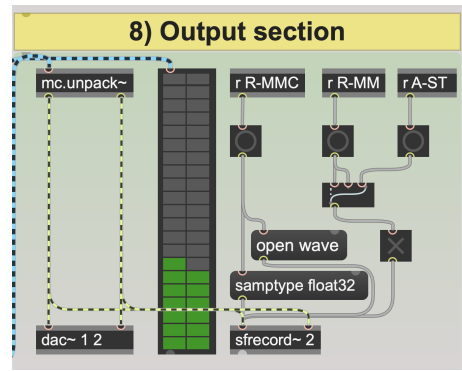 8) Output section
mc.unpack~
r R-MMC
r R-MM
r A-ST
open wave
samptype float32
dac~ 1 2
sfrecord~ 2